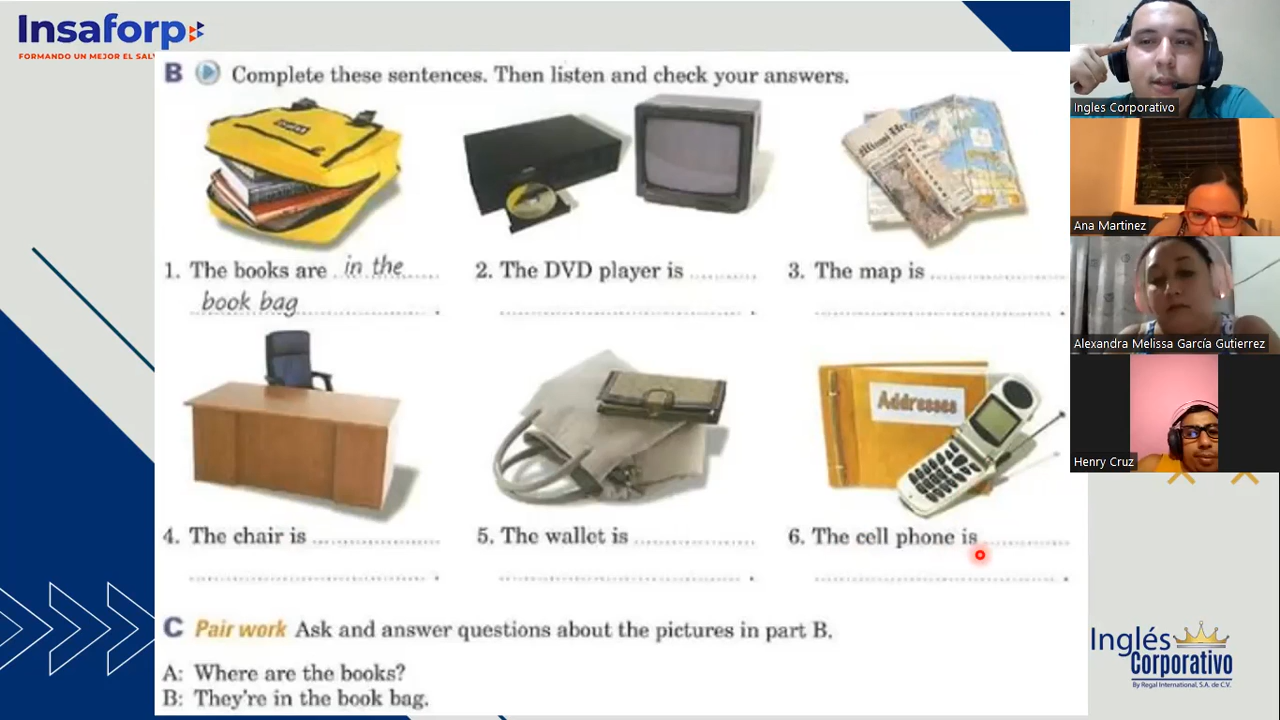 Insaforp
FORMANDO UN MEJOR EL SAL
B Complete these sentences. Then listen and check your answers.
1. The books are in the
book bag.
2. The DVD player is ............
3. The map is ............
4. The chair is ............
5. The wallet is ............
6. The cell phone is ............
Addresses
C Pair work Ask and answer questions about the pictures in part B.
A: Where are the books?
B: They're in the book bag.
Ingles Corporativo
Ana Martinez
Alexandra Melissa García Gutierrez
Henry Cruz
Inglés
Corporativo
By Regal International, S.A. de C.V.